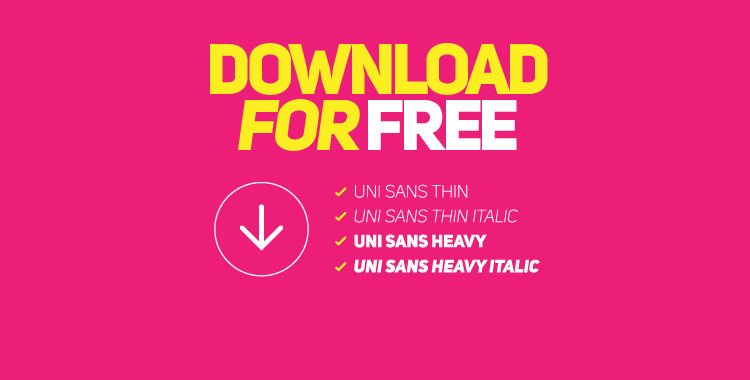 DOWNLOAD
FOR FREE
UNI SANS THIN
UNI SANS THIN ITALIC
UNI SANS HEAVY
UNI SANS HEAVY ITALIC